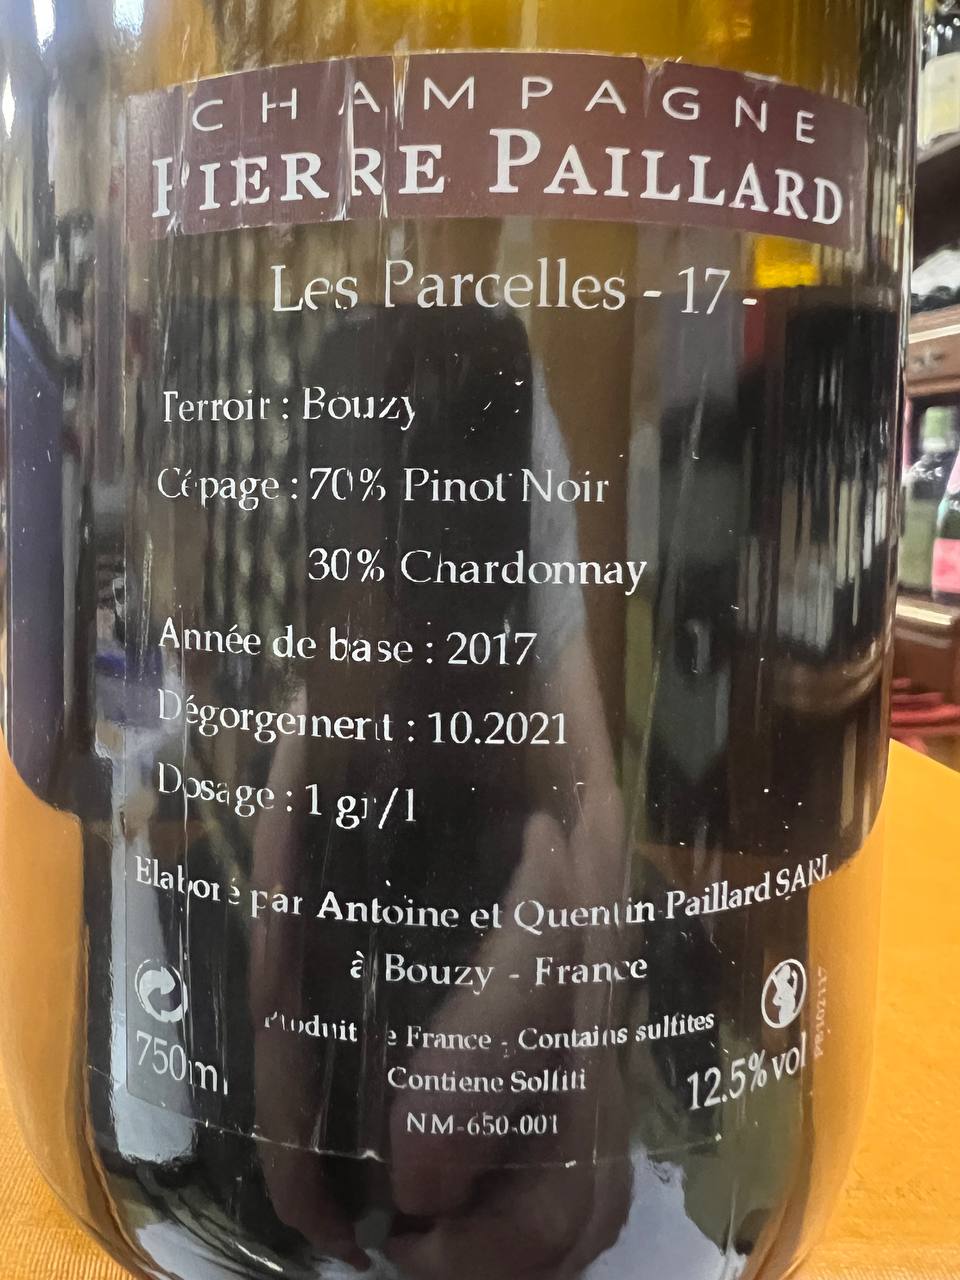 CHAMPAGNE
PIERRE PAILLARD
Les Parcelles - 17 -
Terroir : Bouzy
Cépage : 70% Pinot Noir
30% Chardonnay
Année de base : 2017
Dégorgement : 10.2021
Dosage : 1 gr/l
Elaboré par Antoine et Quentin Paillard SARL
à Bouzy - France
Produit de France - Contains sulfites
Contiene Solfiti
750ml
12.5% vol
NM-650-001